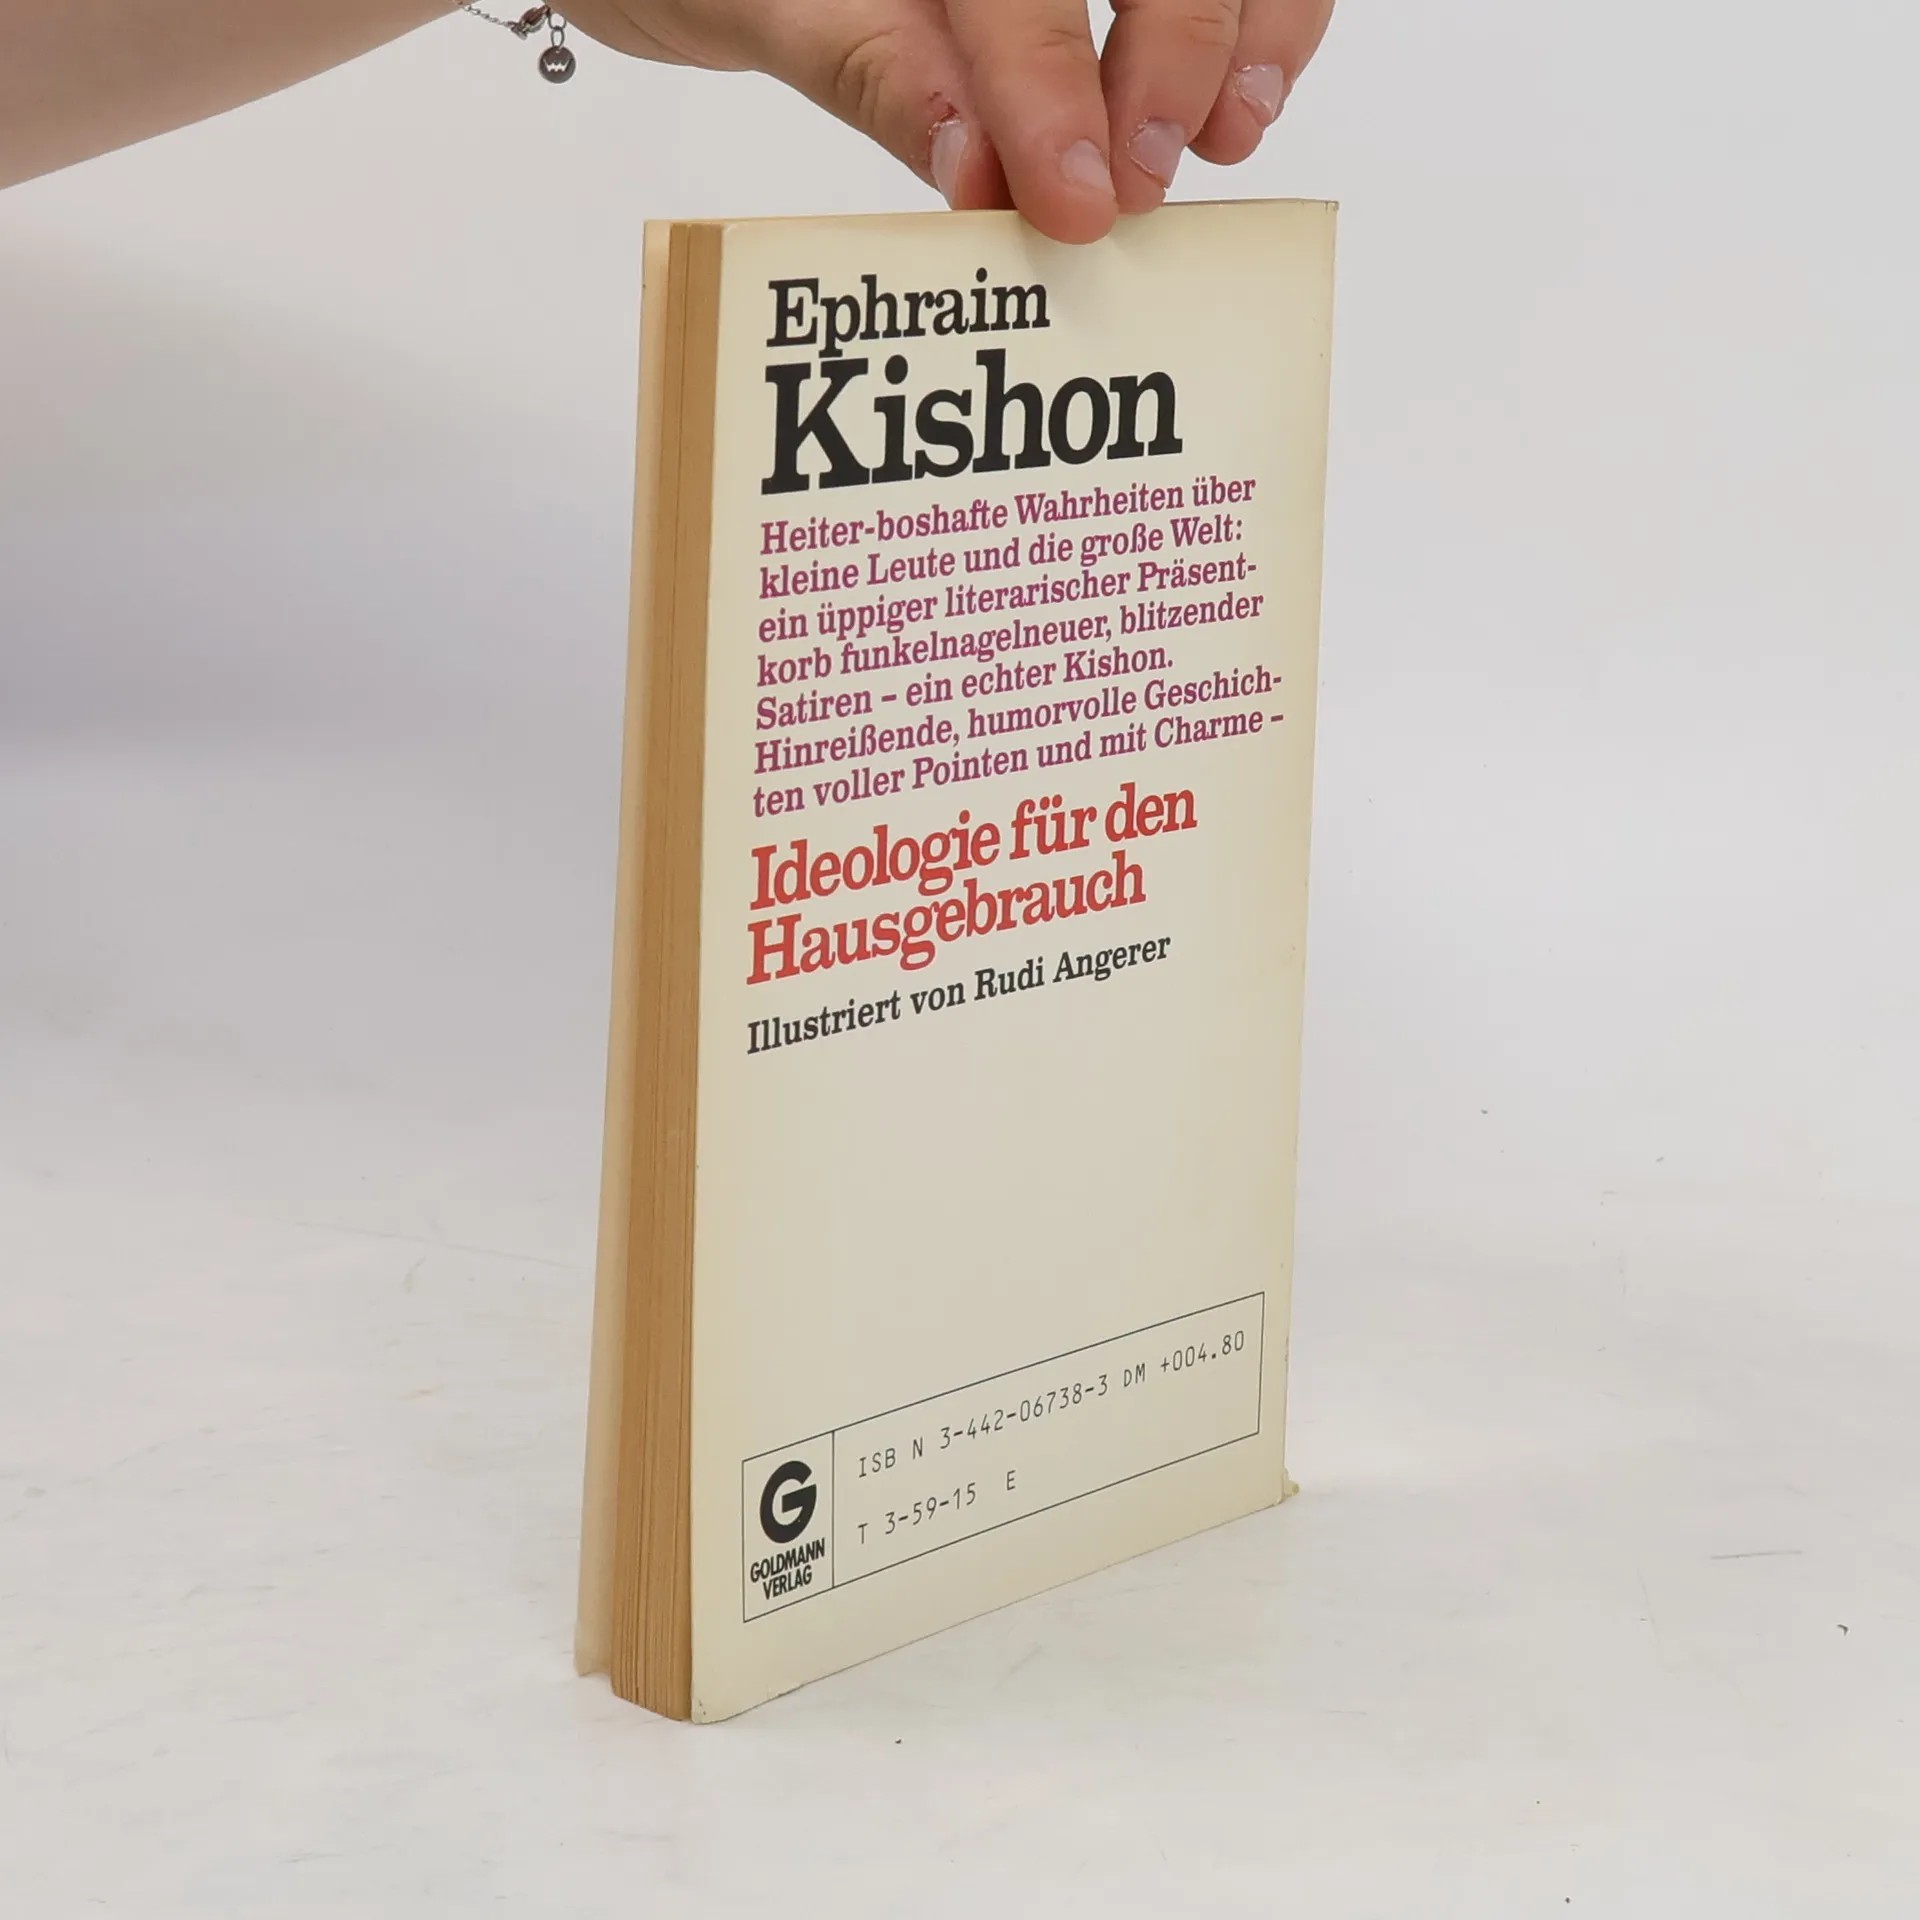 Ephraim
Kishon
Heiter-boshafte Wahrheiten über
kleine Leute und die große Welt:
ein üppiger literarischer Präsent-
korb funkelnagelneuer, blitzender
Satiren – ein echter Kishon.
Hinreißende, humorvolle Geschich-
ten voller Pointen und mit Charme –
Ideologie für den
Hausgebrauch
Illustriert von Rudi Angerer
ISB N 3-442-06738-3 DM +004.80
T 3-59-15 E
G
GOLDMANN
VERLAG